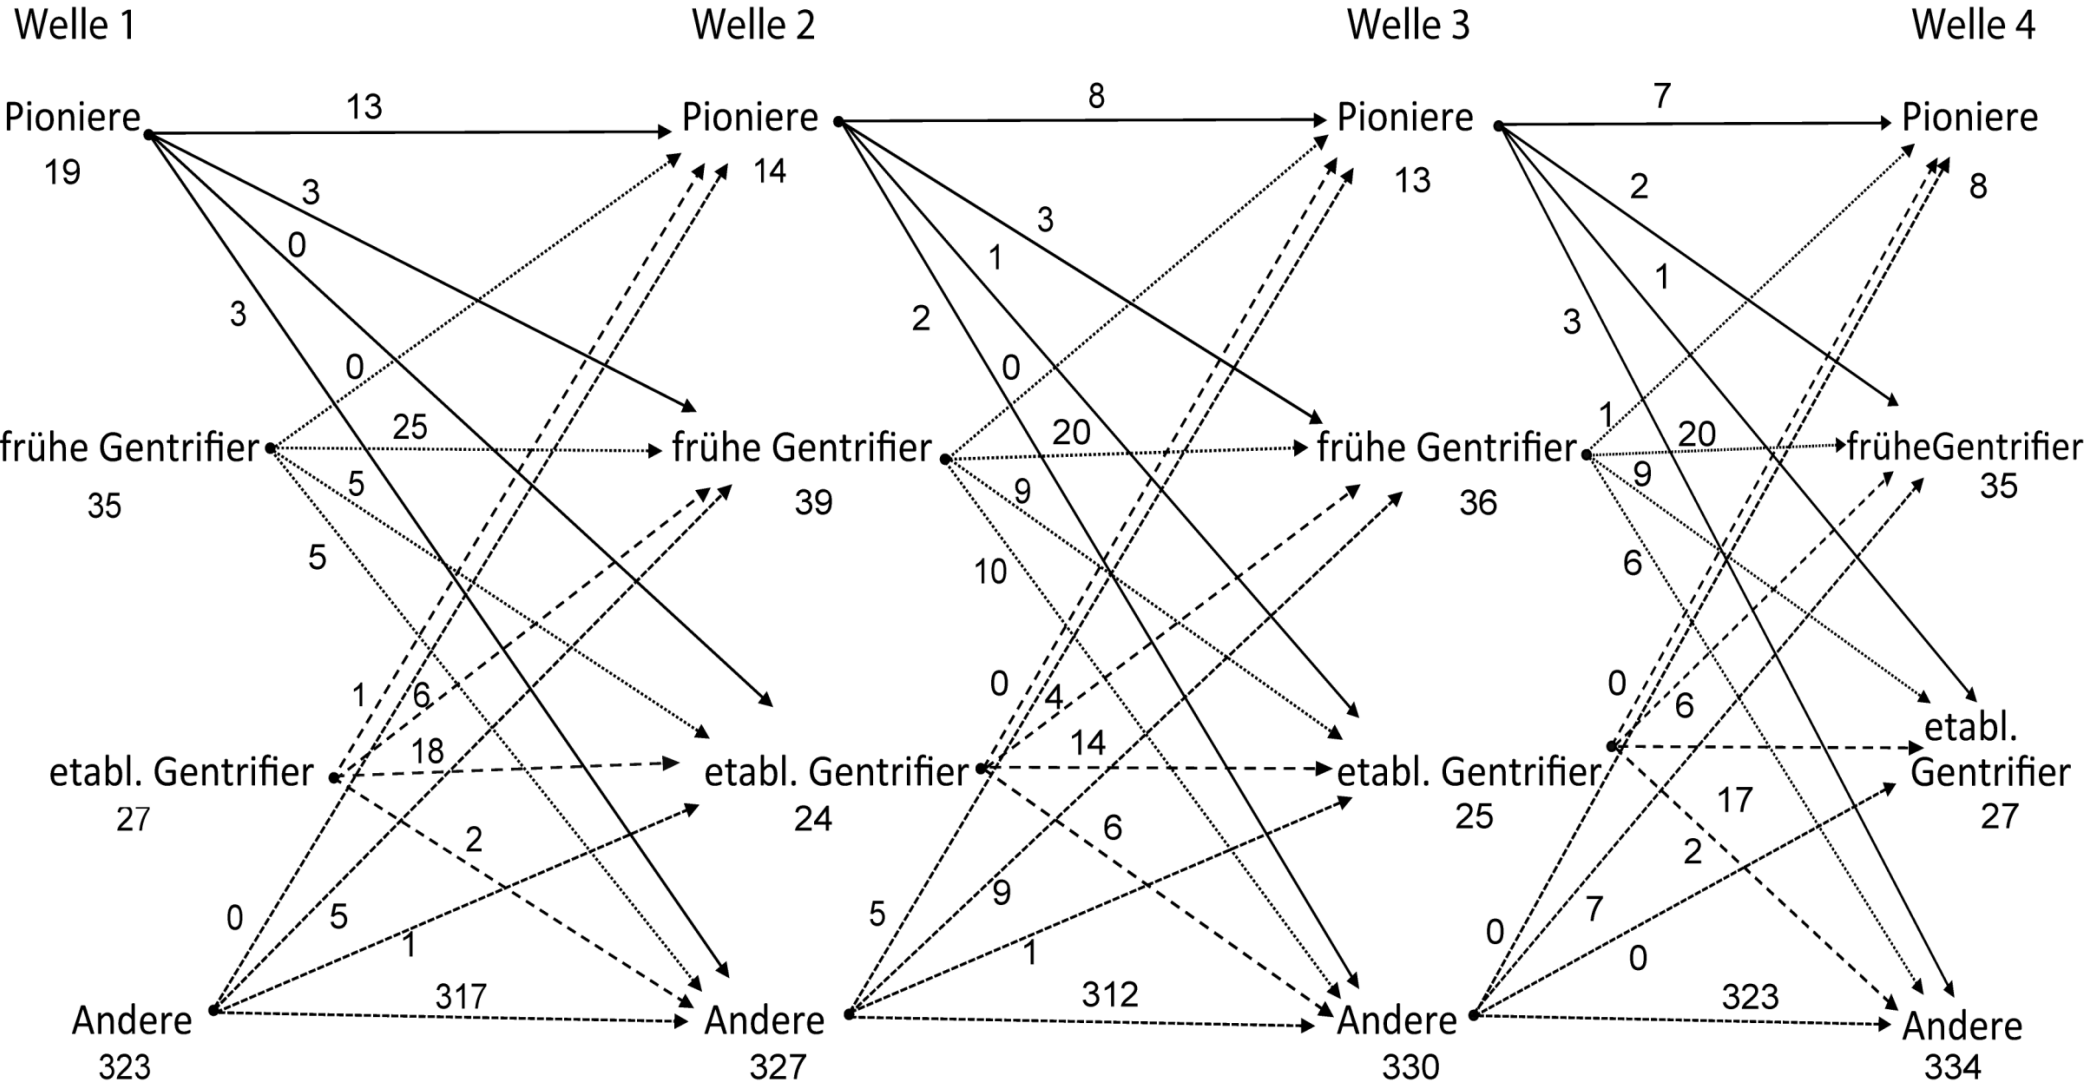 Welle 1 Welle 2 Welle 3 Welle 4
Pioniere 13 Pioniere 8 Pioniere 7 Pioniere
19 14 13 8
3 3 2
0 1 1
3 2 3
0 0 1
frühe Gentrifier 25 frühe Gentrifier 20 frühe Gentrifier 20 früheGentrifier
35 39 36 35
5 9 9
5 10 6
1 6 0 4 0 6
etabl. Gentrifier 18 etabl. Gentrifier 14 etabl. Gentrifier etabl.
Gentrifier
27 24 25 17 27
2 6 2
0 5 5 9 0 7
1 1 0
Andere 317 Andere 312 Andere 323 Andere
323 327 330 334